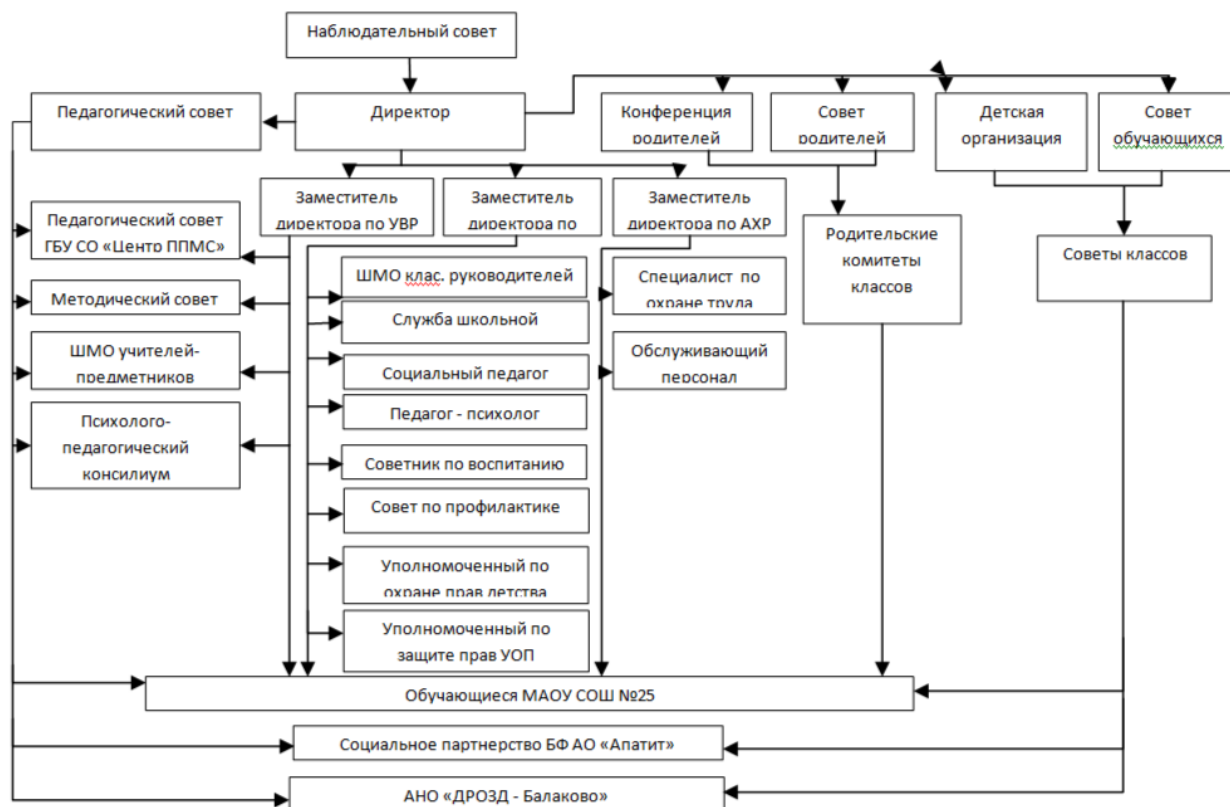 Наблюдательный совет
Педагогический совет
Директор
Конференция
родителей
Совет
родителей
Детская
организация
Совет
обучающихся
Заместитель
директора по УВР
Заместитель
директора по
Заместитель
директора по АХР
Педагогический совет
ГБУ СО «Центр ППМС»
Методический совет
ШМО учителей-
предметников
Психолого-
педагогический
консилиум
ШМО клас. руководителей
Служба школьной
Социальный педагог
Педагог - психолог
Советник по воспитанию
Совет по профилактике
Уполномоченный по
охране прав детства
Уполномоченный по
защите прав УОП
Специалист по
охране труда
Обслуживающий
персонал
Родительские
комитеты
классов
Советы классов
Обучающиеся МАОУ СОШ №25
Социальное партнерство БФ АО «Апатит»
АНО «ДРОЗД - Балаково»